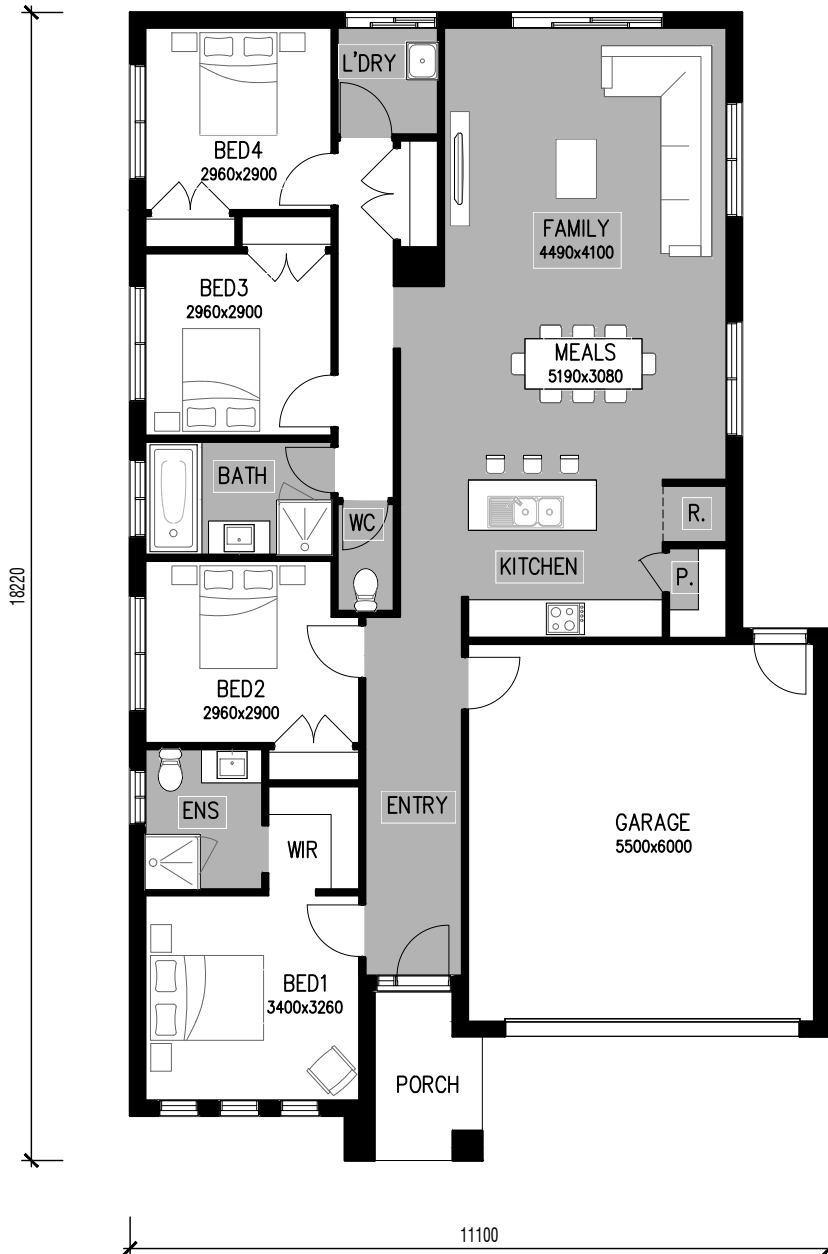 L'DRY
BED4
2960x2900
FAMILY
4490x4100
BED3
2960x2900
MEALS
5190x3080
BATH
WC
R.
KITCHEN
P.
18220
BED2
2960x2900
ENS
ENTRY
WIR
GARAGE
5500x6000
BED1
3400x3260
PORCH
11100